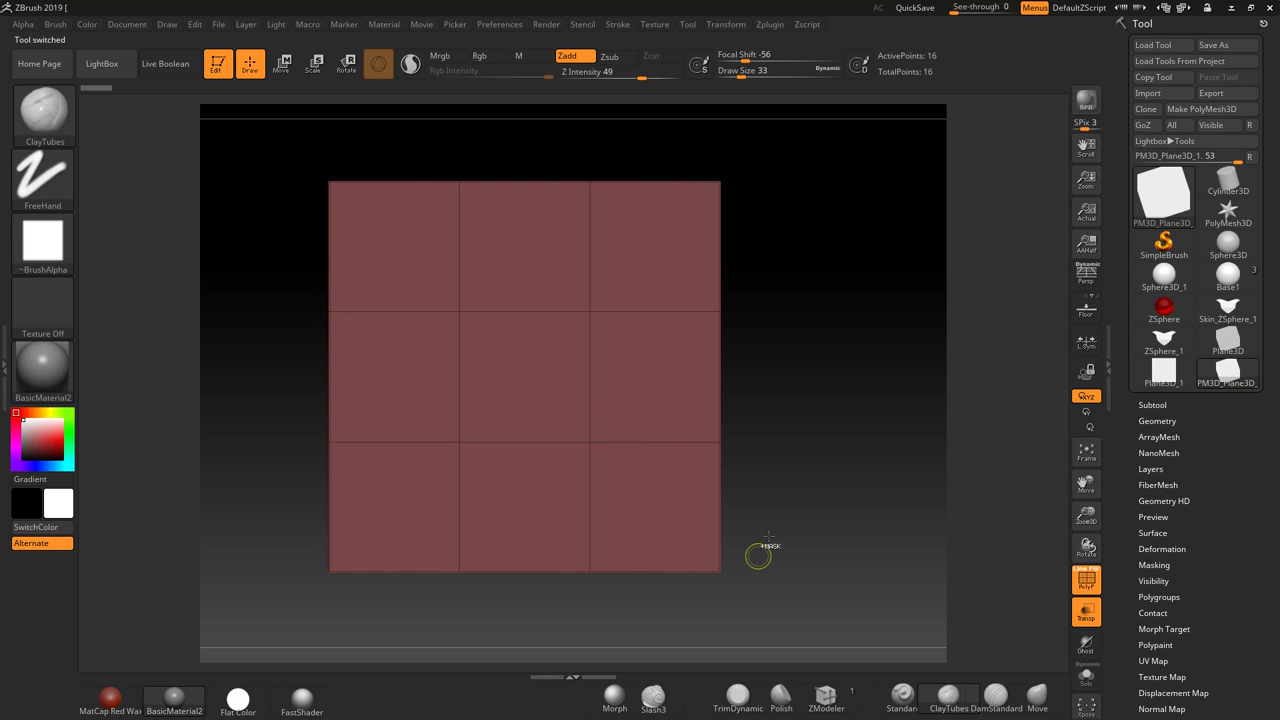 ZBrush 2019 [
AC QuickSave See-through 0 Menus DefaultZScript
Alpha Brush Color Document Draw Edit File Layer Light Macro Marker Material Movie Picker Preferences Render Stencil Stroke Texture Tool Transform Zplugin Zscript
Tool switched
Home Page LightBox Live Boolean Edit Draw Move Scale Rotate
Mrgb Rgb M Zadd Zsub Zcut
Rgb Intensity Z Intensity 49
Focal Shift -56
Draw Size 33 Dynamic
S D
ActivePoints: 16
TotalPoints: 16
ClayTubes
FreeHand
~BrushAlpha
Texture Off
BasicMaterial2
Gradient
SwitchColor
Alternate
+MASK
BPR
SPix 3
Scroll
Zoom
Actual
AAHalf
Dynamic
Persp
Floor
L.Sym
XYZ
Frame
Move
Zoom3D
Rotate
Line Fill
PolyF
Transp
Ghost
Dynamic
Solo
Xpose
Tool
Load Tool Save As
Load Tools From Project
Copy Tool Paste Tool
Import Export
Clone Make PolyMesh3D
GoZ All Visible R
Lightbox▶Tools
PM3D_Plane3D_1. 53 R
PM3D_Plane3D_ Cylinder3D
PolyMesh3D
SimpleBrush Sphere3D
3
Sphere3D_1 Base1
ZSphere Skin_ZSphere_1
ZSphere_1 Plane3D
Plane3D_1 PM3D_Plane3D_
Subtool
Geometry
ArrayMesh
NanoMesh
Layers
FiberMesh
Geometry HD
Preview
Surface
Deformation
Masking
Visibility
Polygroups
Contact
Morph Target
Polypaint
UV Map
Texture Map
Displacement Map
Normal Map
MatCap Red Wax BasicMaterial2 Flat Color FastShader
Morph Slash3 TrimDynamic Polish ZModeler 1 Standar ClayTubes DamStandard Move